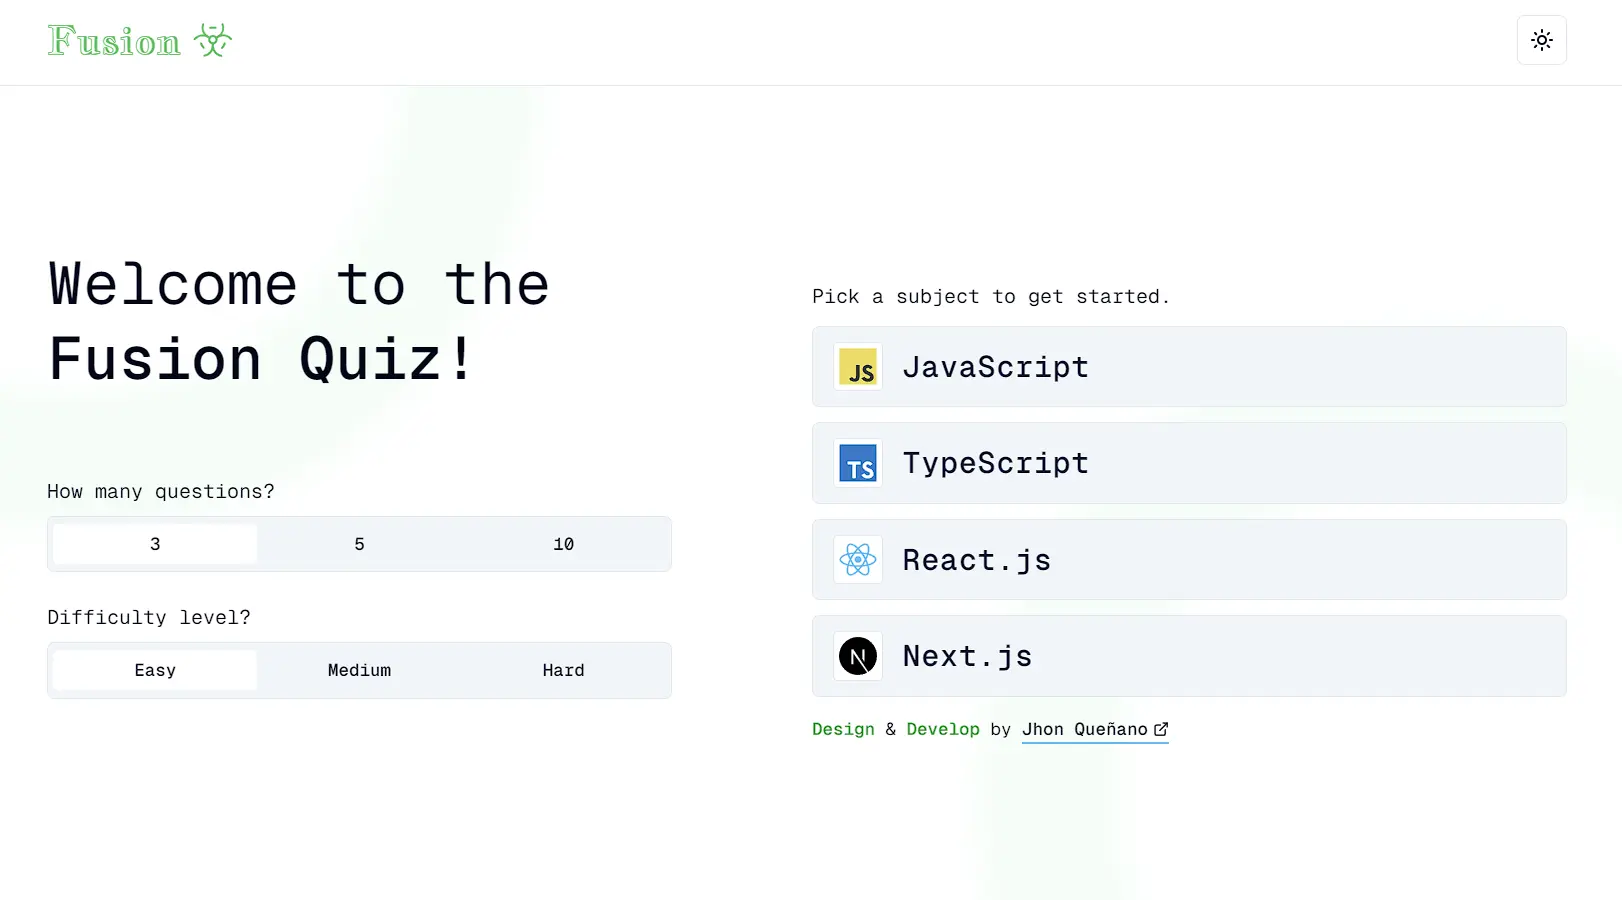 Fusion
Welcome to the
Fusion Quiz!
How many questions?
3 5 10
Difficulty level?
Easy Medium Hard
Pick a subject to get started.
JS JavaScript
TS TypeScript
React.js
N Next.js
Design & Develop by Jhon Queñano